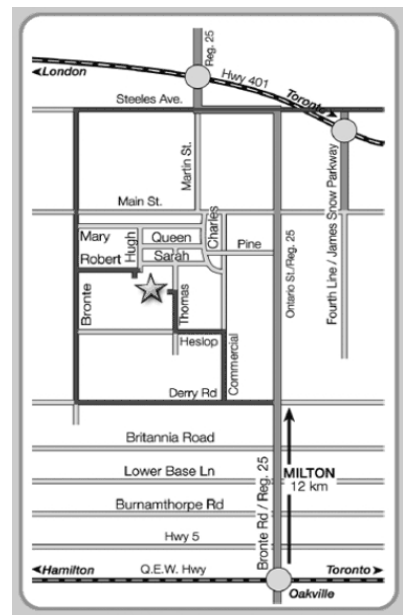 Reg. 25
London
Hwy 401
Steeles Ave.
Toronto
Martin St.
Fourth Line / James Snow Parkway
Main St.
Charles
Mary
Hugh
Queen
Robert
Sarah
Pine
Ontario St./Reg. 25
Bronte
Thomas
Heslop
Commercial
Derry Rd
Britannia Road
Bronte Rd / Reg. 25
Lower Base Ln
MILTON
12 km
Burnamthorpe Rd
Hwy 5
Hamilton
Q.E.W. Hwy
Toronto
Oakville